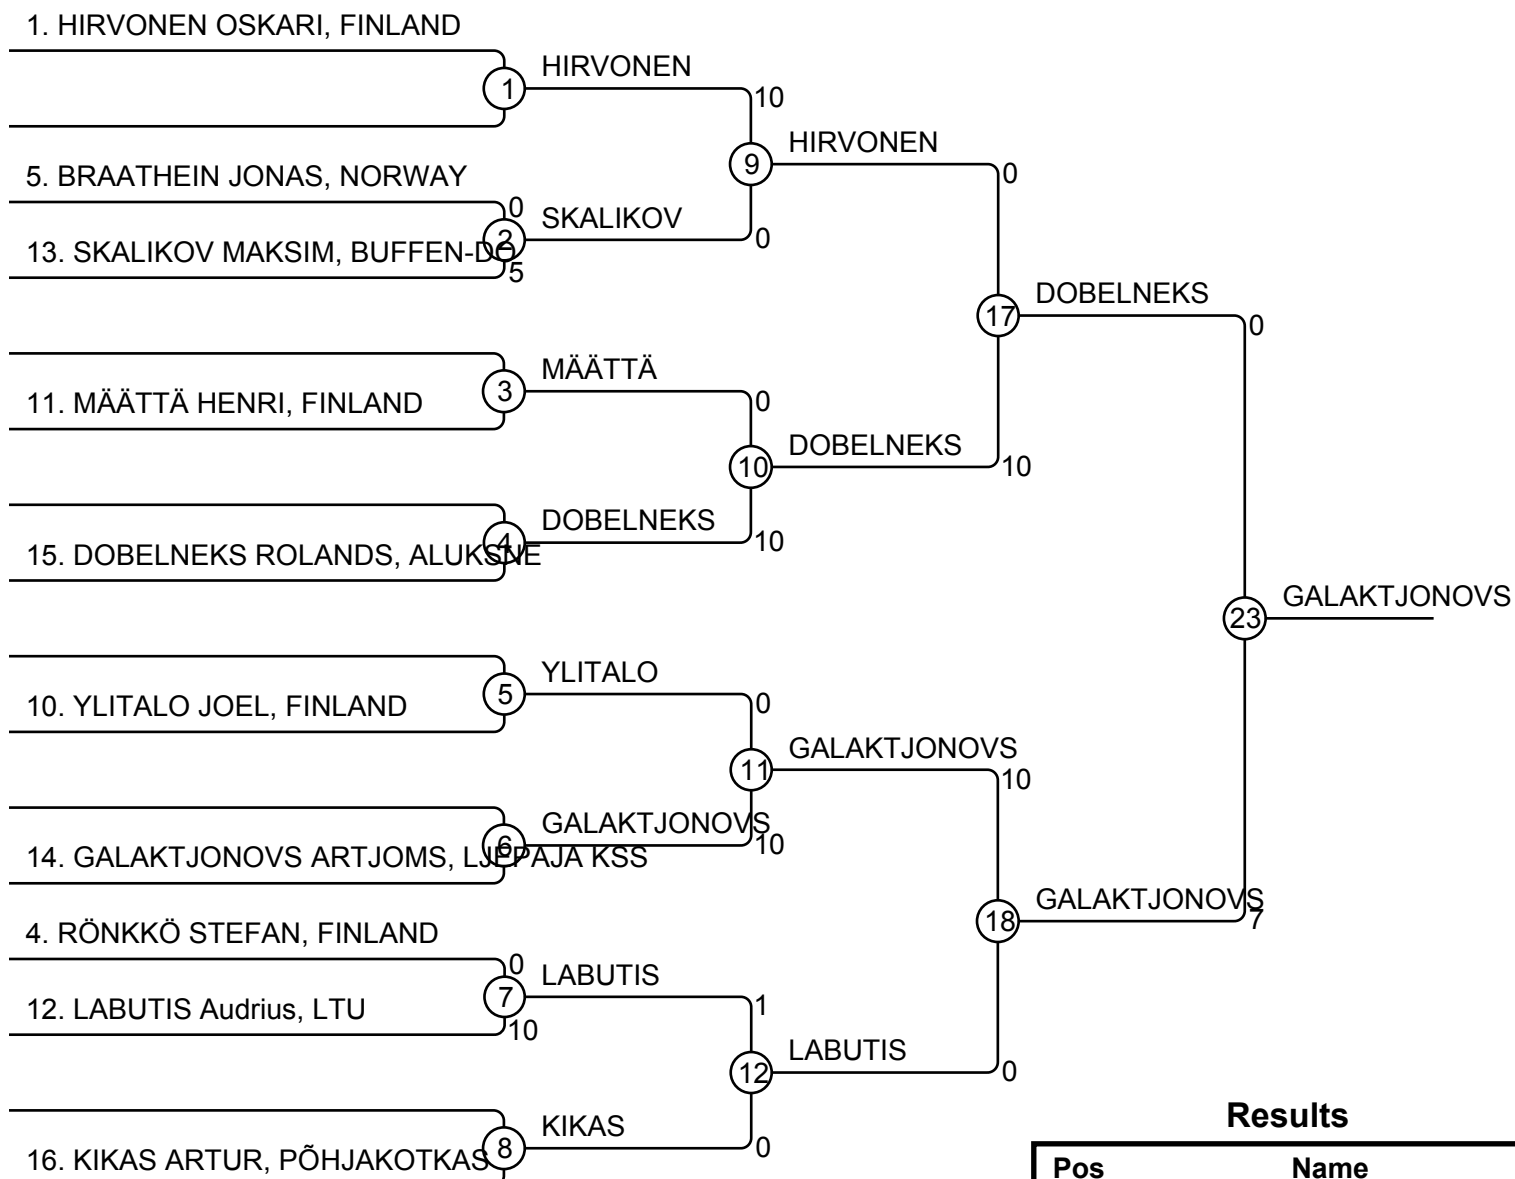 1. HIRVONEN OSKARI, FINLAND
1
HIRVONEN
10
9
HIRVONEN
0
5. BRAATHEIN JONAS, NORWAY
0
2
SKALIKOV
0
13. SKALIKOV MAKSIM, BUFFEN-DO
5
17
DOBELNEKS
0
3
MÄÄTTÄ
0
11. MÄÄTTÄ HENRI, FINLAND
10
DOBELNEKS
10
4
DOBELNEKS
10
15. DOBELNEKS ROLANDS, ALUKSNE
23
GALAKTJONOVS
5
YLITALO
0
10. YLITALO JOEL, FINLAND
11
GALAKTJONOVS
10
6
GALAKTJONOVS
10
14. GALAKTJONOVS ARTJOMS, LJEPAJA KSS
18
GALAKTJONOVS
7
4. RÖNKKÖ STEFAN, FINLAND
0
7
LABUTIS
1
12. LABUTIS Audrius, LTU
10
12
LABUTIS
0
8
KIKAS
0
16. KIKAS ARTUR, PÕHJAKOTKAS
Results
Pos Name